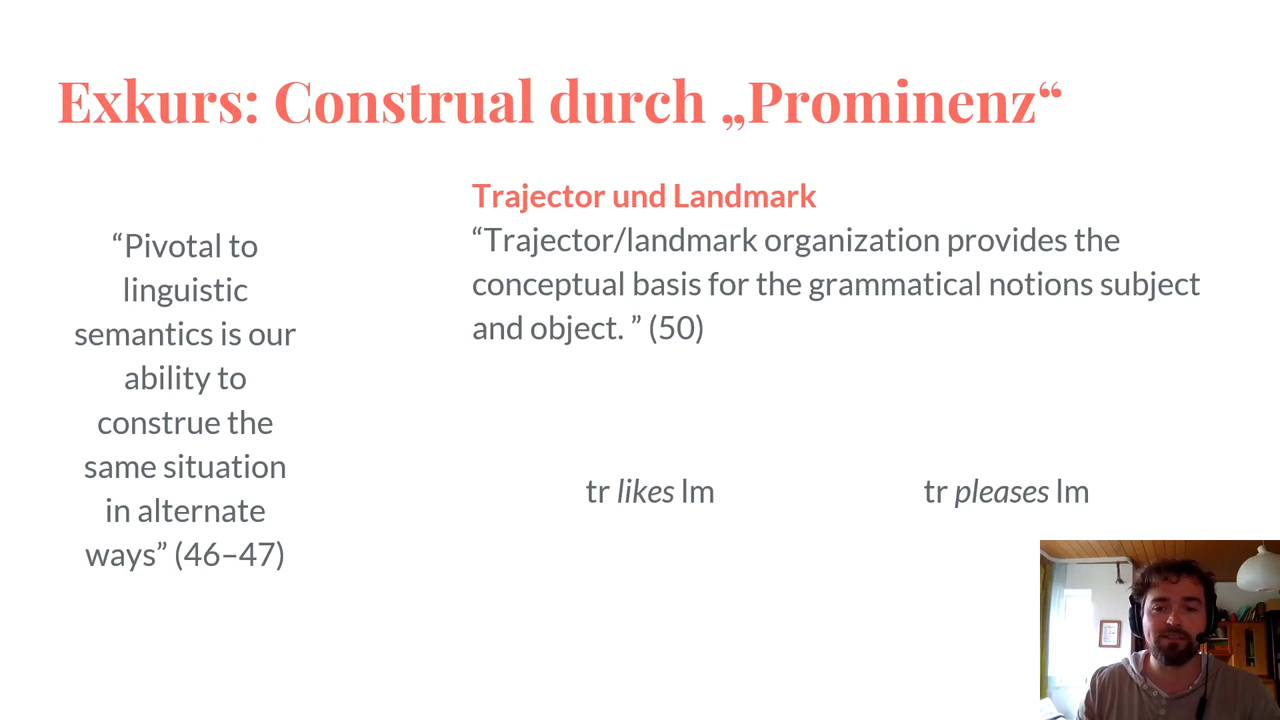 Exkurs: Construal durch „Prominenz“
“Pivotal to
linguistic
semantics is our
ability to
construe the
same situation
in alternate
ways” (46–47)
Trajector und Landmark
“Trajector/landmark organization provides the
conceptual basis for the grammatical notions subject
and object. ” (50)
tr likes lm
tr pleases lm